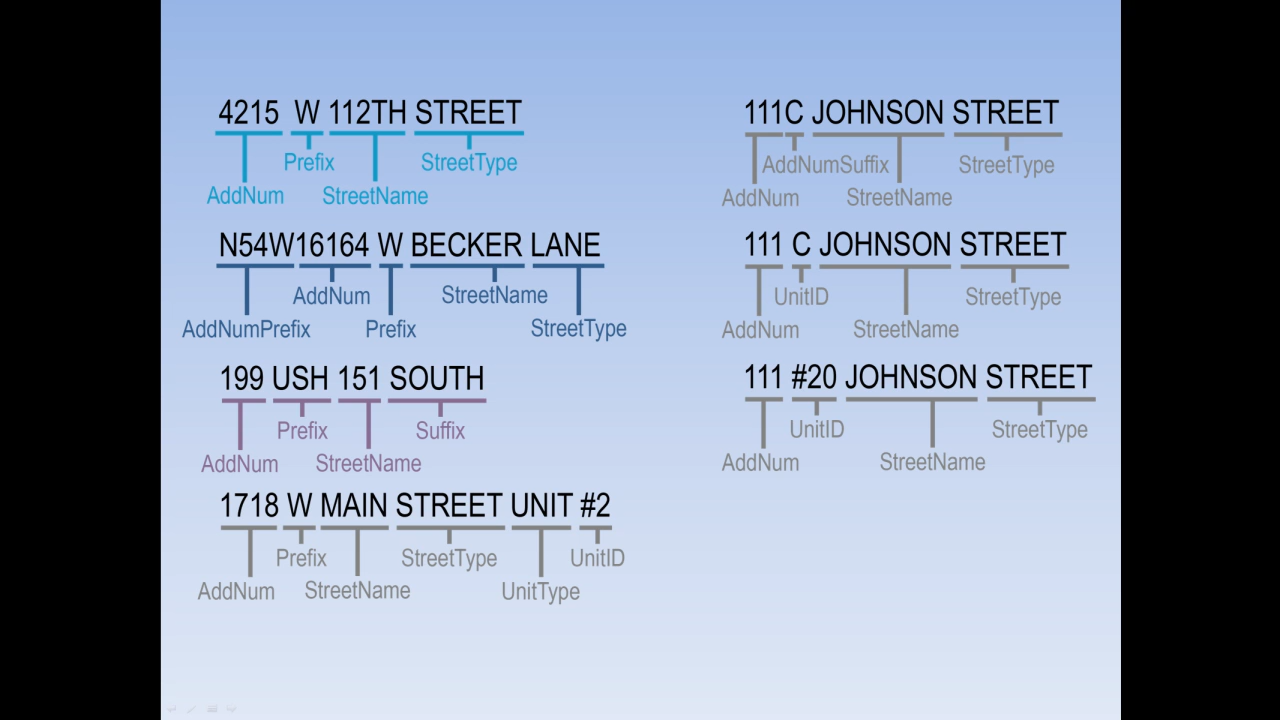 4215 W 112TH STREET
Prefix StreetType
AddNum StreetName
N54W16164 W BECKER LANE
AddNum StreetName
AddNumPrefix Prefix StreetType
199 USH 151 SOUTH
Prefix Suffix
AddNum StreetName
1718 W MAIN STREET UNIT #2
Prefix StreetType UnitID
AddNum StreetName UnitType
111C JOHNSON STREET
AddNumSuffix StreetType
AddNum StreetName
111 C JOHNSON STREET
UnitID StreetType
AddNum StreetName
111 #20 JOHNSON STREET
UnitID StreetType
AddNum StreetName